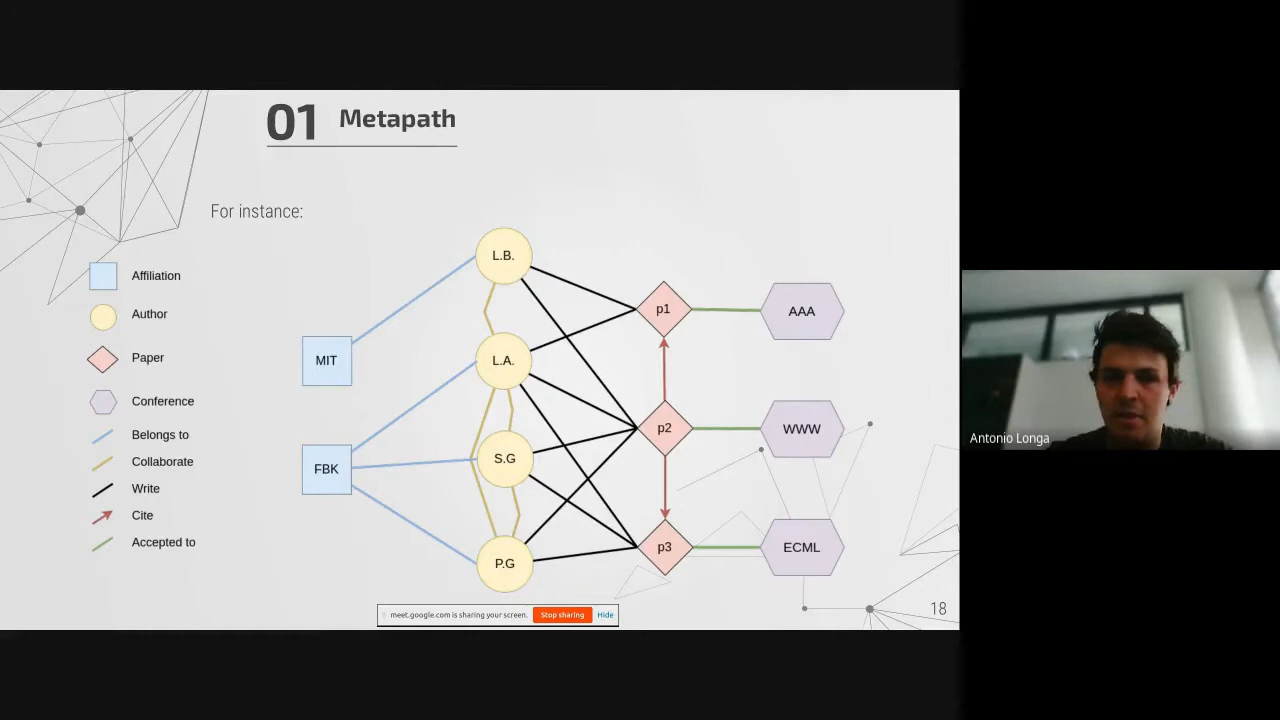 01 Metapath
For instance:
Affiliation
Author
Paper
Conference
Belongs to
Collaborate
Write
Cite
Accepted to
MIT
FBK
L.B.
L.A.
S.G
P.G
p1
p2
p3
AAA
WWW
ECML
meet.google.com is sharing your screen. Stop sharing Hide
18
Antonio Longa